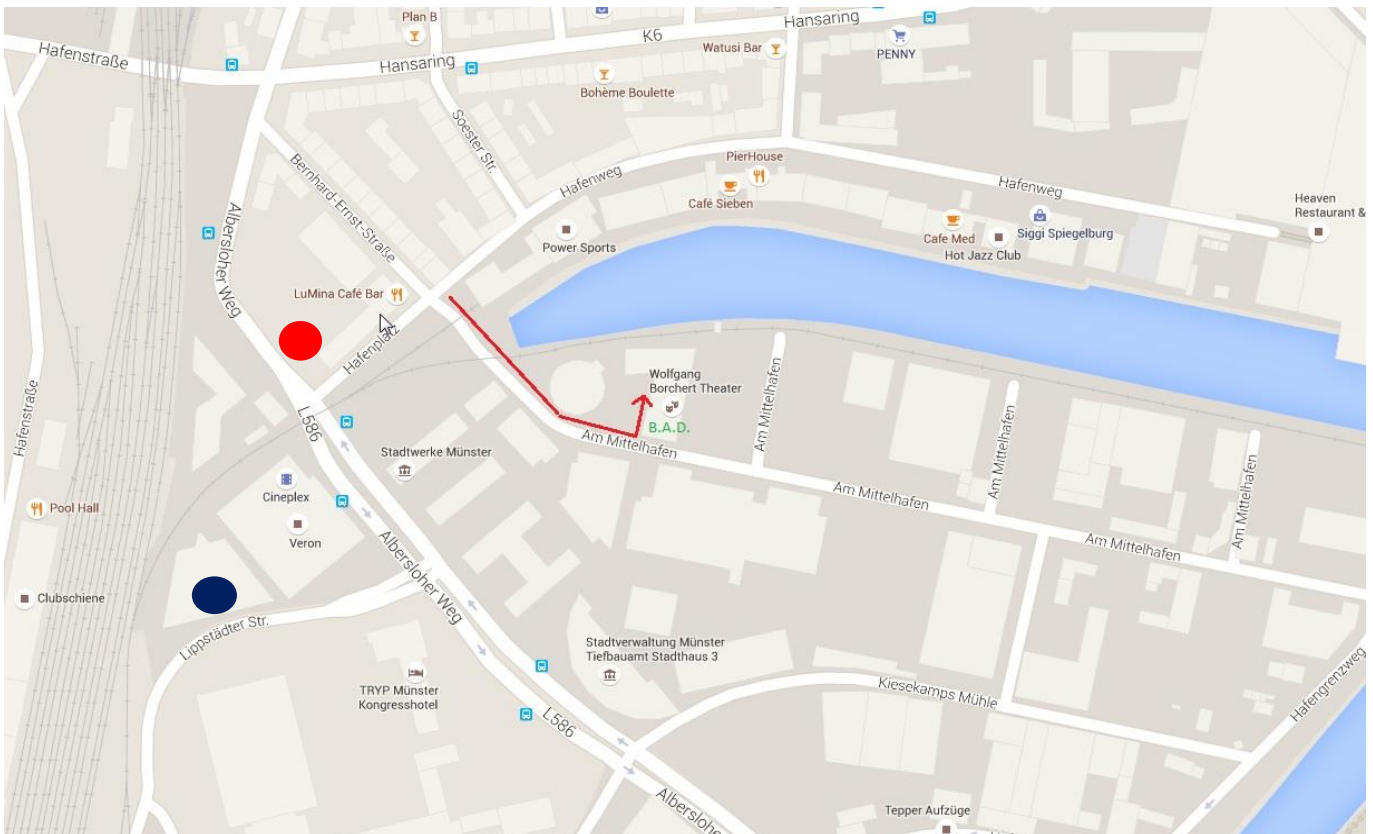 Plan B
Hansaring
K6
Hafenstraße
Hansaring
Watusi Bar
PENNY
Bohème Boulette
Soester Str.
PierHouse
Bernhard-Ernst-Straße
Hafenweg
Café Sieben
Hafenweg
Heaven
Restaurant &
Albersloher Weg
Power Sports
Cafe Med
Siggi Spiegelburg
Hot Jazz Club
LuMina Café Bar
Hafenplatz
Wolfgang
Borchert Theater
B.A.D.
Am Mittelhafen
Am Mittelhafen
Am Mittelhafen
Hafenstraße
L586
Stadtwerke Münster
Am Mittelhafen
Am Mittelhafen
Am Mittelhafen
Cineplex
Pool Hall
Veron
Albersloher Weg
Clubschiene
Lippstädter Str.
Stadtverwaltung Münster
Tiefbauamt Stadthaus 3
TRYP Münster
Kongresshotel
Kiesekamps Mühle
Hafengrenzweg
L586
Albersloher
Tepper Aufzüge